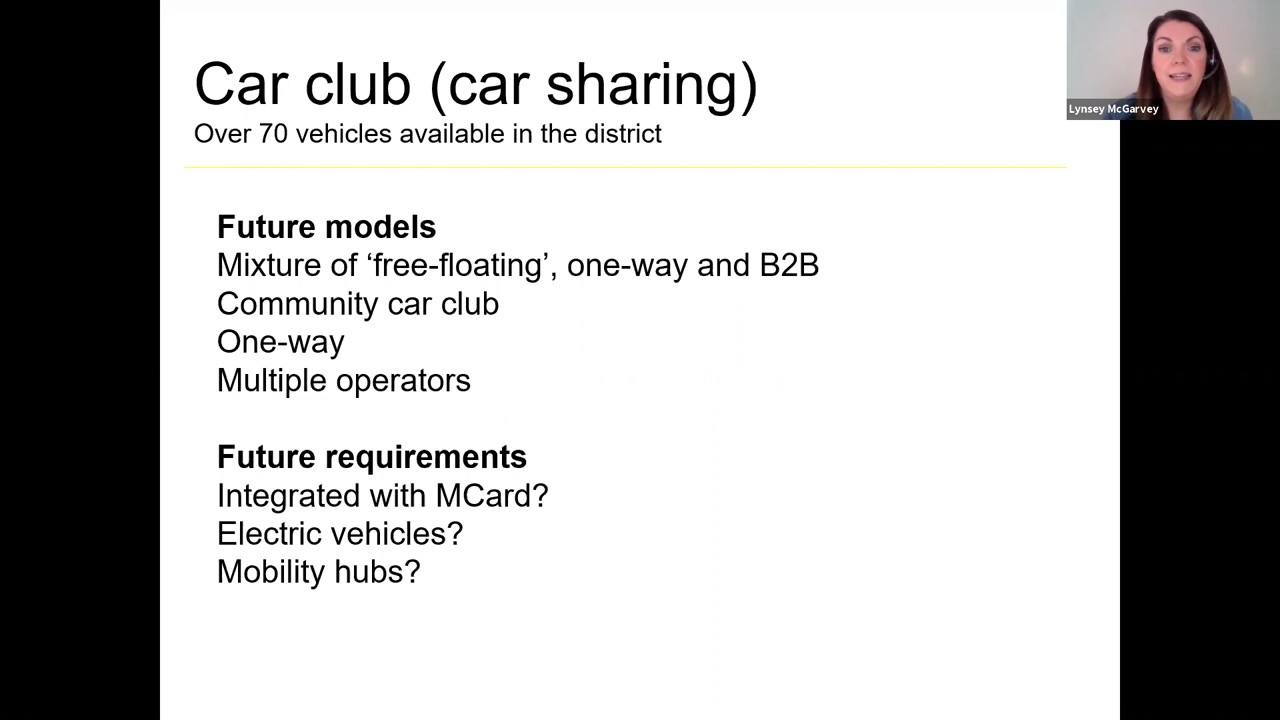 Car club (car sharing)
Over 70 vehicles available in the district
Lynsey McGarvey
Future models
Mixture of ‘free-floating’, one-way and B2B
Community car club
One-way
Multiple operators
Future requirements
Integrated with MCard?
Electric vehicles?
Mobility hubs?